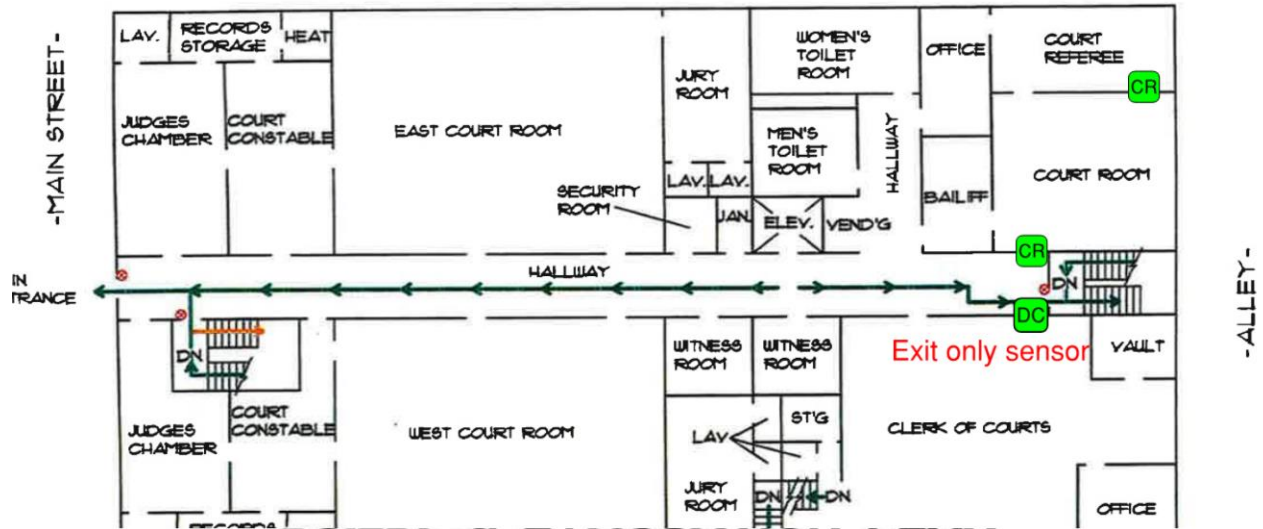 -MAIN STREET-
LAV.
RECORDS
STORAGE
HEAT
JUDGES
CHAMBER
COURT
CONSTABLE
EAST COURT ROOM
JURY
ROOM
LAV.
LAV.
SECURITY
ROOM
JAN.
WOMEN'S
TOILET
ROOM
MEN'S
TOILET
ROOM
ELEV.
VEND'G
HALLWAY
OFFICE
BAILIFF
COURT
REFEREE
CR
COURT ROOM
CR
DN
DC
Exit only sensor
-ALLEY-
IN
TRANCE
HALLWAY
DN
JUDGES
CHAMBER
COURT
CONSTABLE
WEST COURT ROOM
WITNESS
ROOM
WITNESS
ROOM
ST'G
LAV
JURY
ROOM
DN
DN
CLERK OF COURTS
VAULT
OFFICE
RECORDS